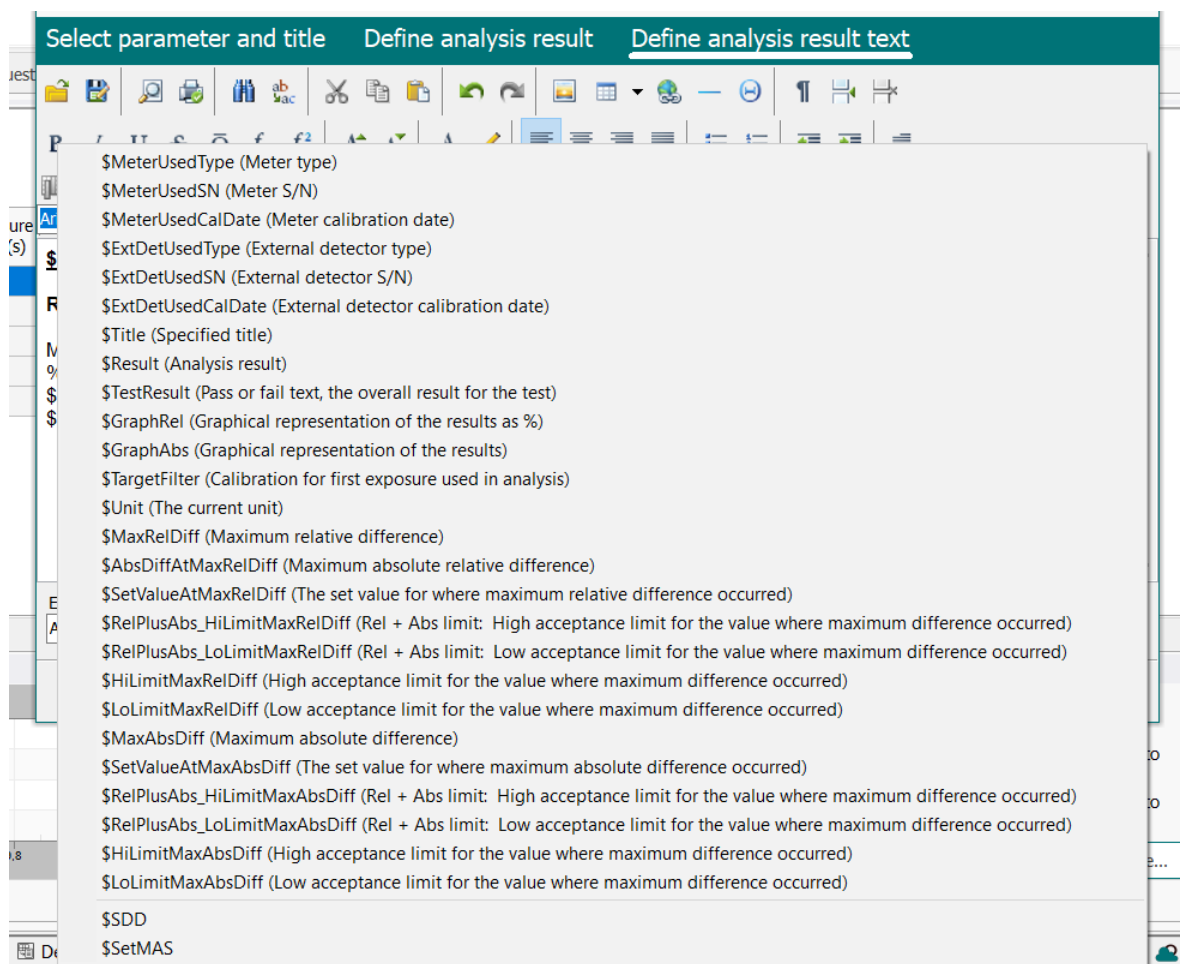 Select parameter and title Define analysis result Define analysis result text
uest
ab
ac
ure Ar
(s) $
$MeterUsedType (Meter type)
$MeterUsedSN (Meter S/N)
$MeterUsedCalDate (Meter calibration date)
$ExtDetUsedType (External detector type)
$ExtDetUsedSN (External detector S/N)
$ExtDetUsedCalDate (External detector calibration date)
$Title (Specified title)
$Result (Analysis result)
$TestResult (Pass or fail text, the overall result for the test)
$GraphRel (Graphical representation of the results as %)
$GraphAbs (Graphical representation of the results)
$TargetFilter (Calibration for first exposure used in analysis)
$Unit (The current unit)
$MaxRelDiff (Maximum relative difference)
$AbsDiffAtMaxRelDiff (Maximum absolute relative difference)
$SetValueAtMaxRelDiff (The set value for where maximum relative difference occurred)
$RelPlusAbs_HiLimitMaxRelDiff (Rel + Abs limit: High acceptance limit for the value where maximum difference occurred)
$RelPlusAbs_LoLimitMaxRelDiff (Rel + Abs limit: Low acceptance limit for the value where maximum difference occurred)
$HiLimitMaxRelDiff (High acceptance limit for the value where maximum difference occurred)
$LoLimitMaxRelDiff (Low acceptance limit for the value where maximum difference occurred)
$MaxAbsDiff (Maximum absolute difference)
$SetValueAtMaxAbsDiff (The set value for where maximum absolute difference occurred)
$RelPlusAbs_HiLimitMaxAbsDiff (Rel + Abs limit: High acceptance limit for the value where maximum difference occurred)
$RelPlusAbs_LoLimitMaxAbsDiff (Rel + Abs limit: Low acceptance limit for the value where maximum difference occurred)
$HiLimitMaxAbsDiff (High acceptance limit for the value where maximum difference occurred)
$LoLimitMaxAbsDiff (Low acceptance limit for the value where maximum difference occurred)
$SDD
$SetMAS
R
M
%
$
$
E
A
,8
De
to
to
e...